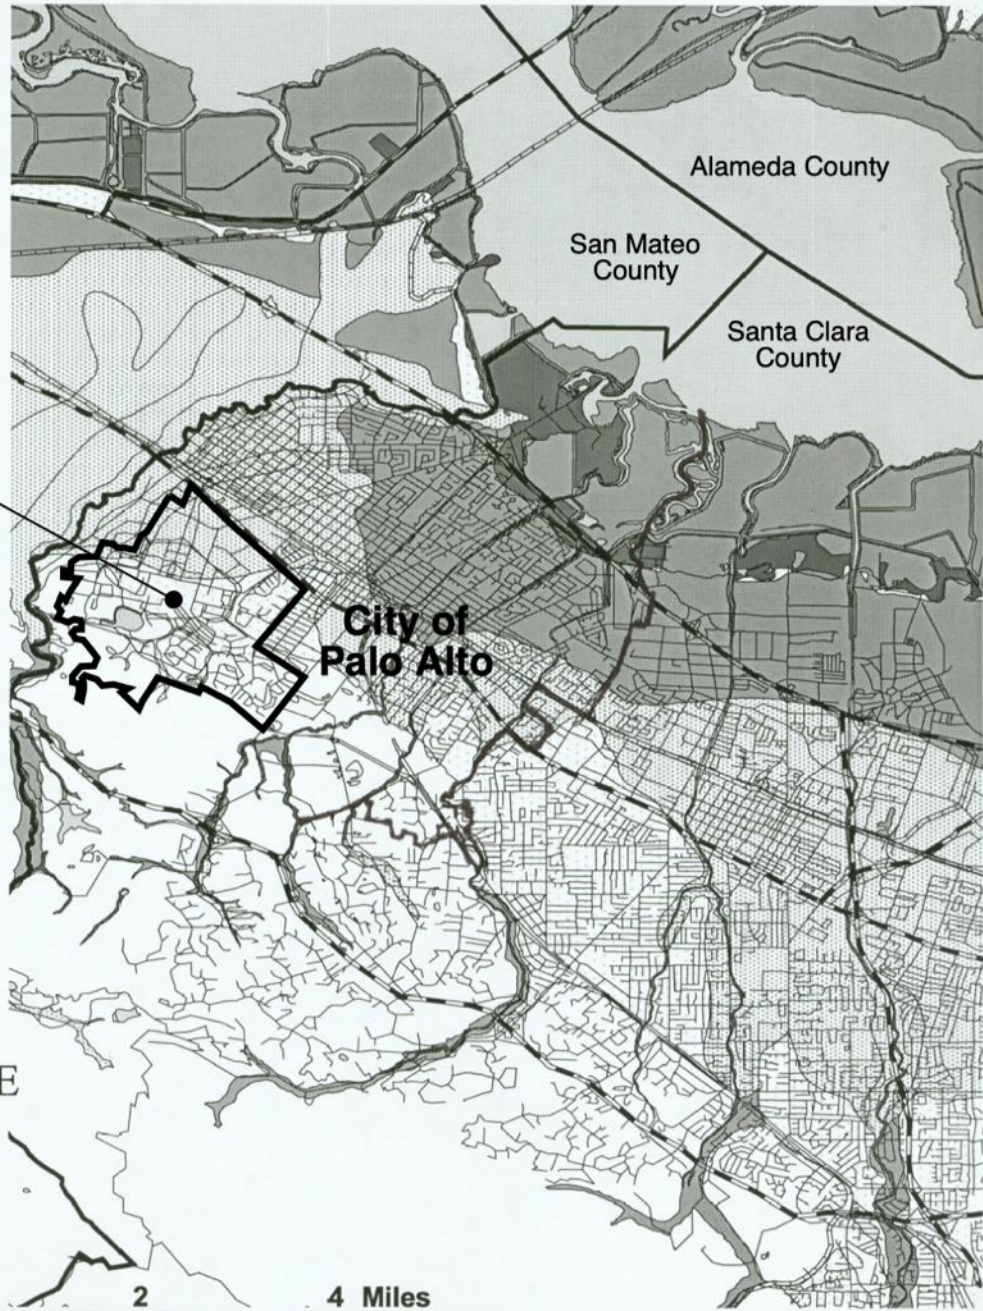 Alameda County
San Mateo
County
Santa Clara
County
City of
Palo Alto
E
2 4 Miles